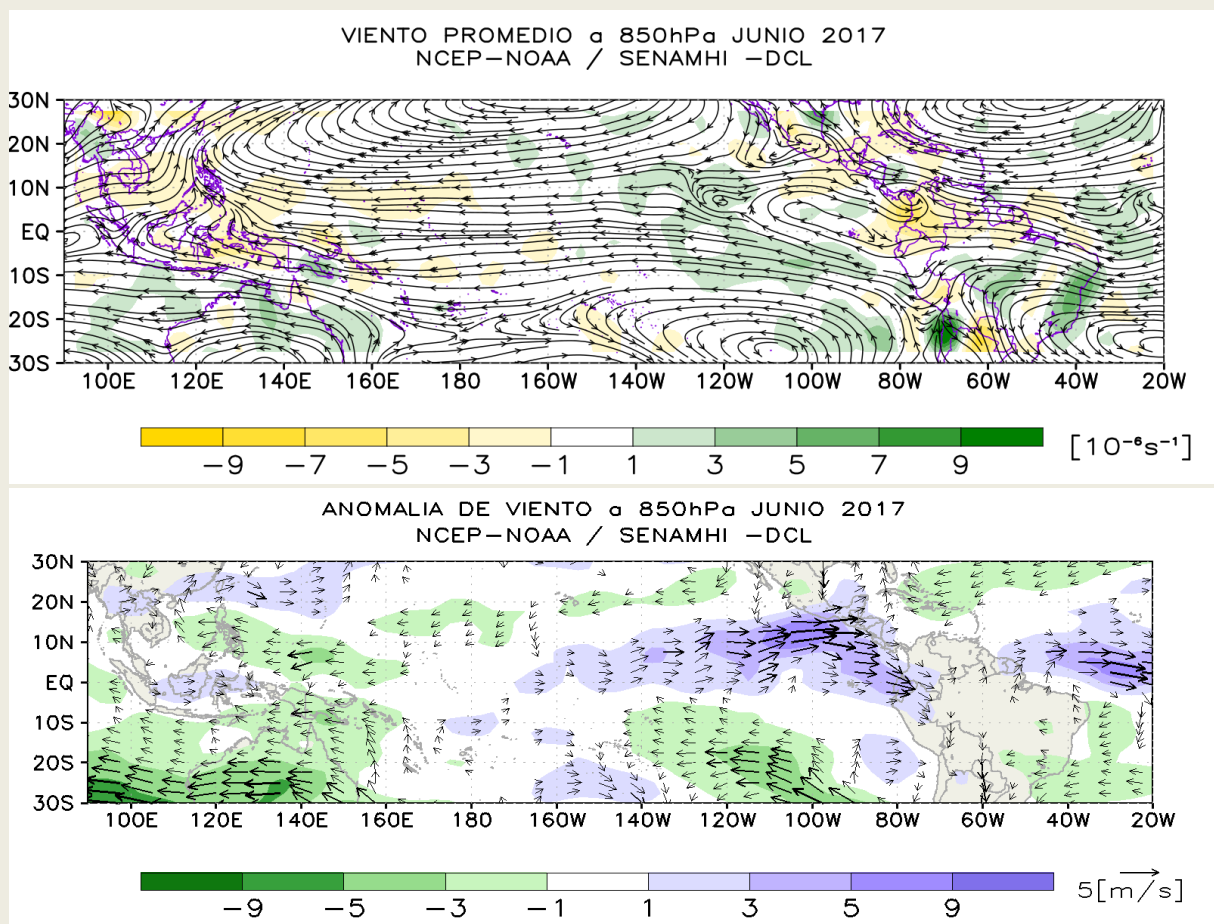 VIENTO PROMEDIO a 850hPa JUNIO 2017
NCEP-NOAA / SENAMHI -DCL
30N
20N
10N
EQ
10S
20S
30S
100E 120E 140E 160E 180 160W 140W 120W 100W 80W 60W 40W 20W
-9 -7 -5 -3 -1 1 3 5 7 9 [10⁻⁶s⁻¹]
ANOMALIA DE VIENTO a 850hPa JUNIO 2017
NCEP-NOAA / SENAMHI -DCL
30N
20N
10N
EQ
10S
20S
30S
100E 120E 140E 160E 180 160W 140W 120W 100W 80W 60W 40W 20W
-9 -5 -3 -1 1 3 5 9 5[m/s]